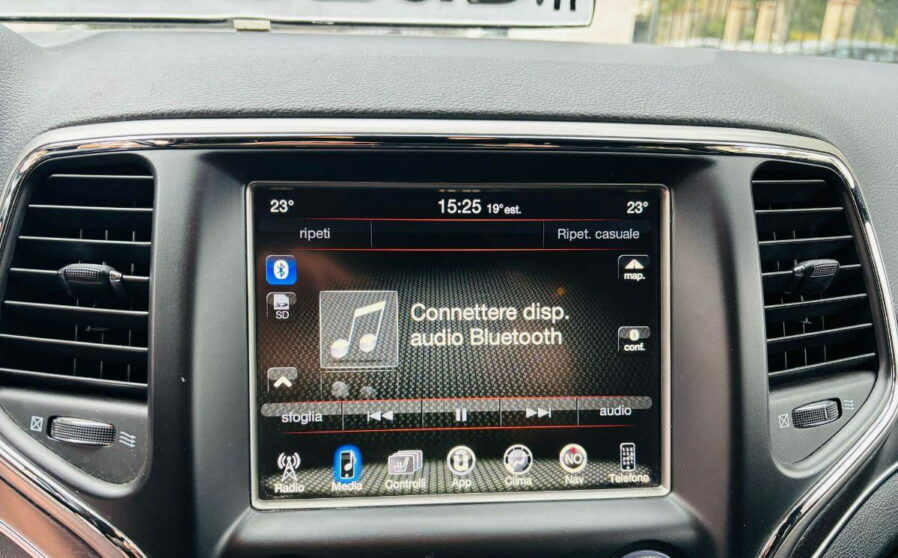 23° 15:25 19°est. 23°
ripeti Ripet. casuale
map.
SD
Connettere disp.
audio Bluetooth
conf.
sfoglia audio
NO
Radio Media Controlli App Clima Nav Telefono